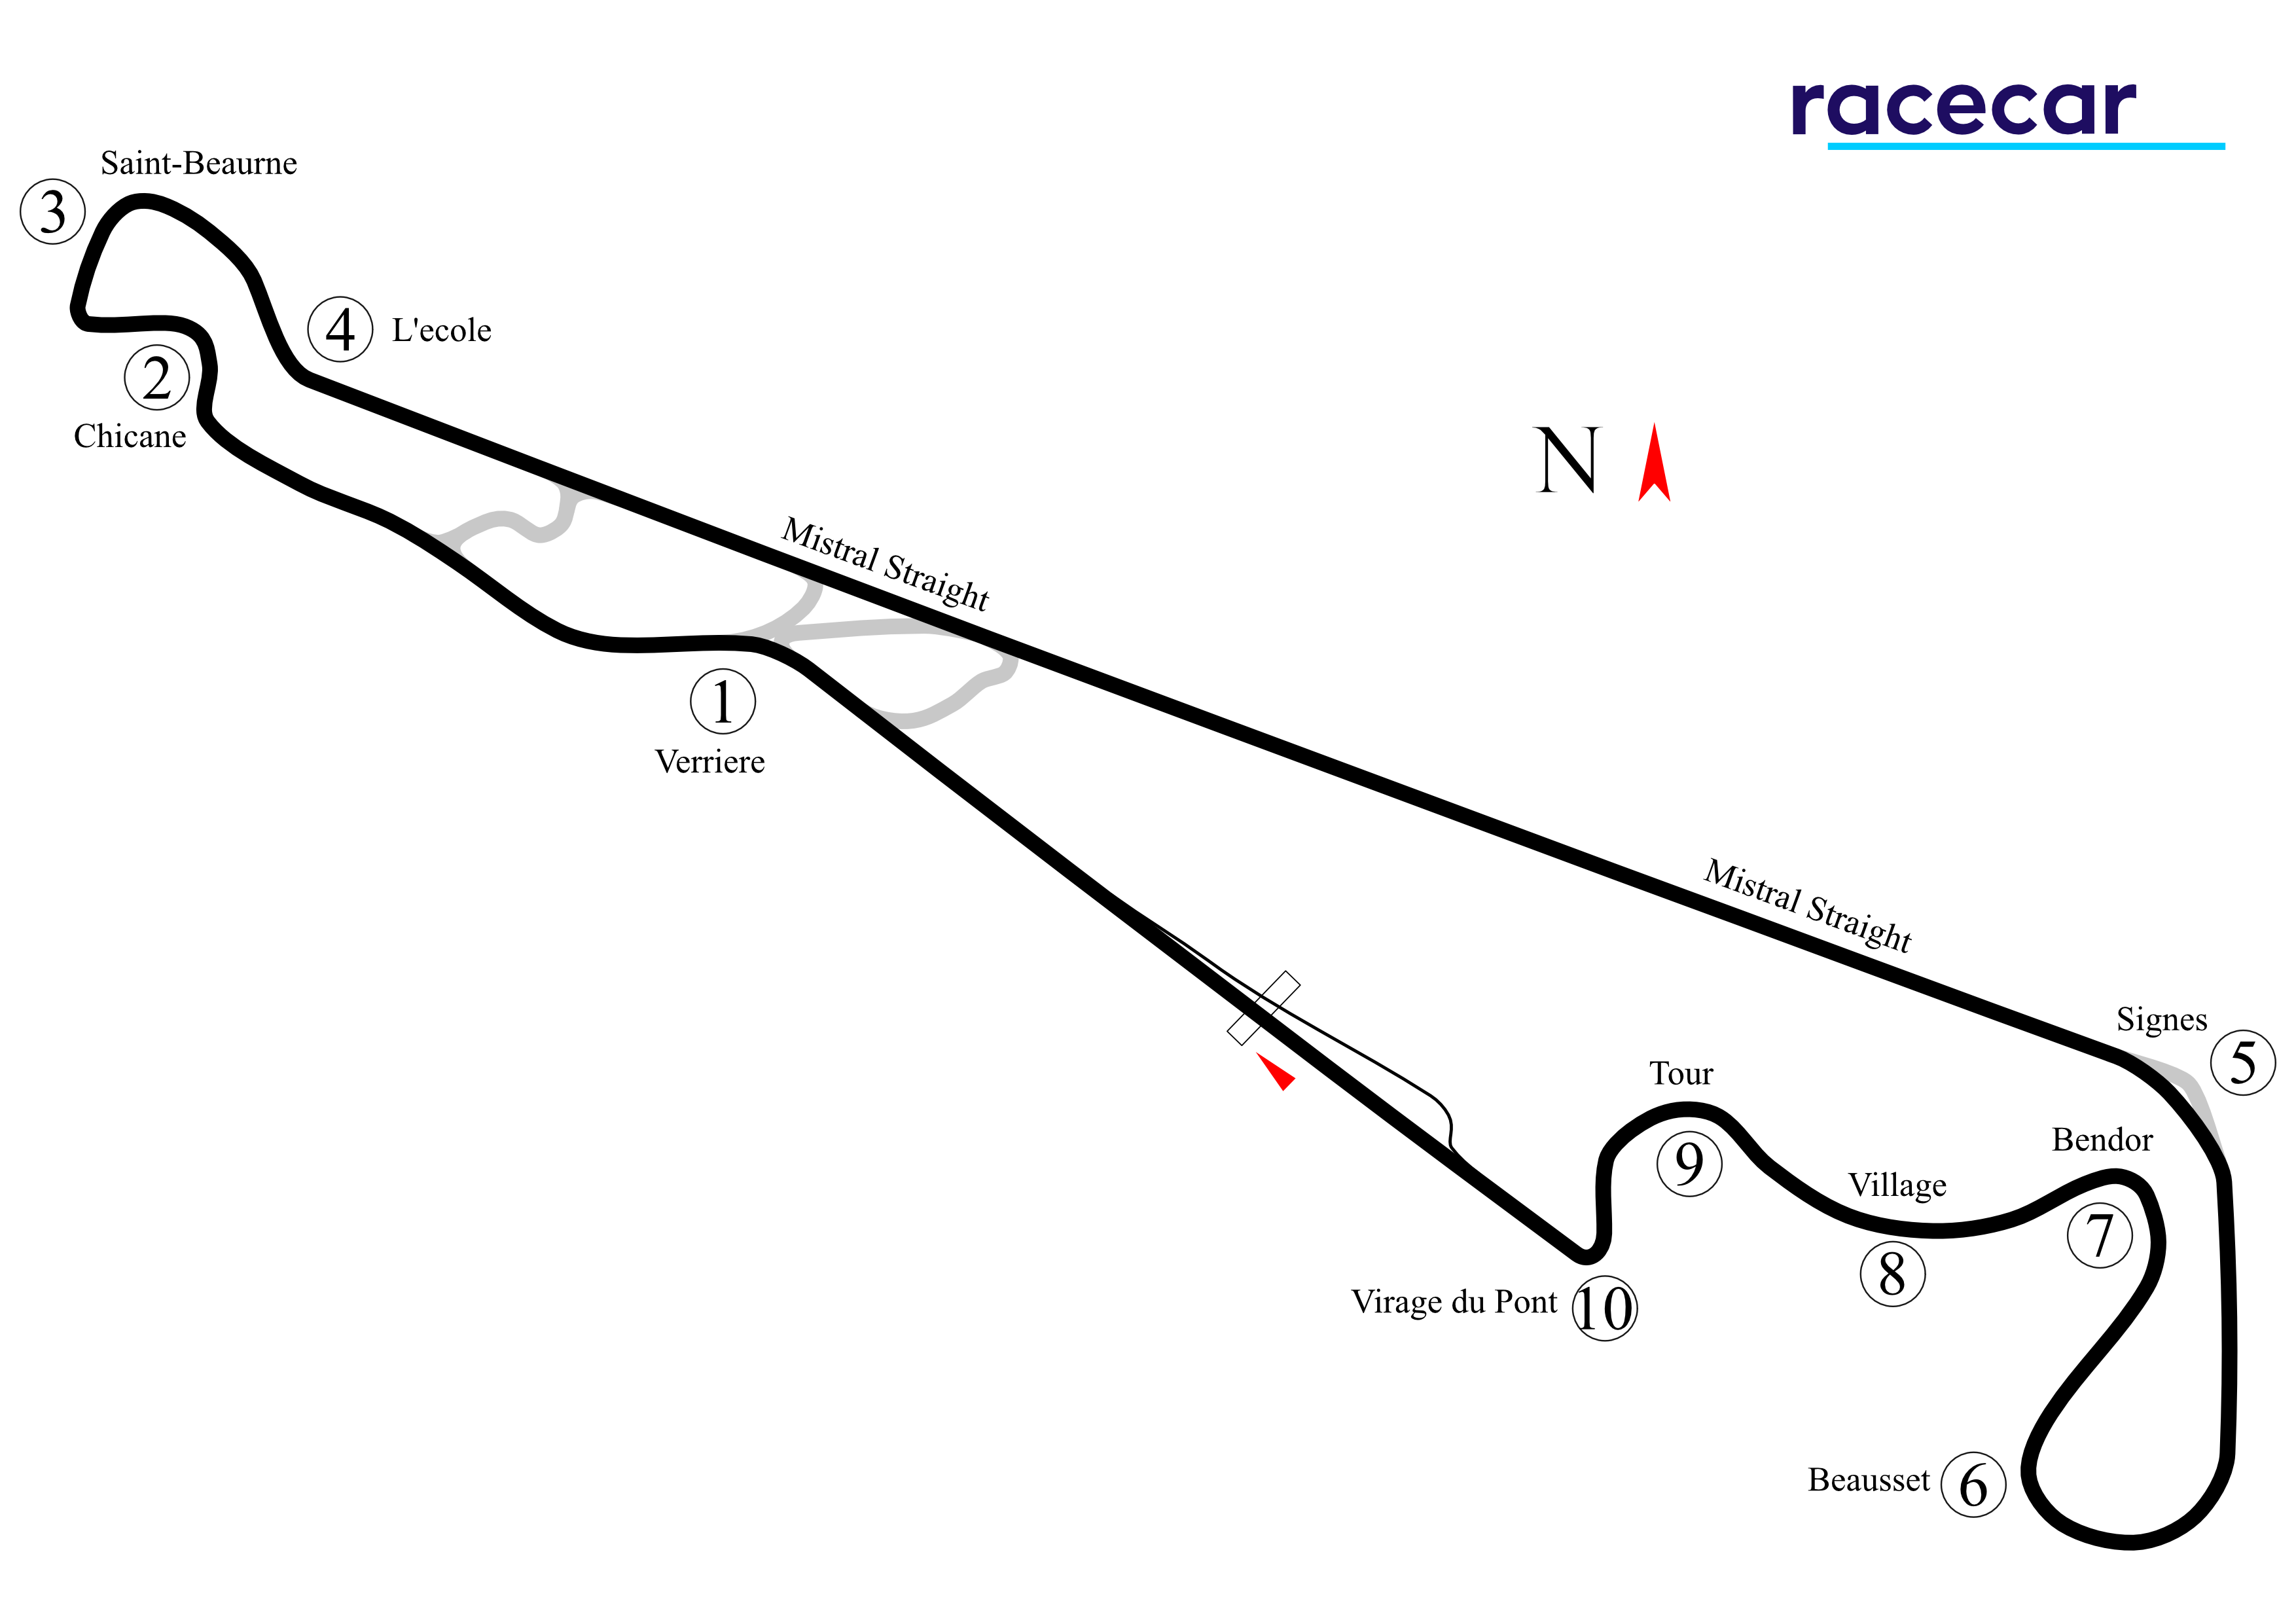 racecar
Saint-Beaurne
3
4
L'ecole
2
Chicane
N
Mistral Straight
1
Verriere
Mistral Straight
Signes
5
Tour
9
Bendor
7
Village
8
Virage du Pont
10
Beausset
6